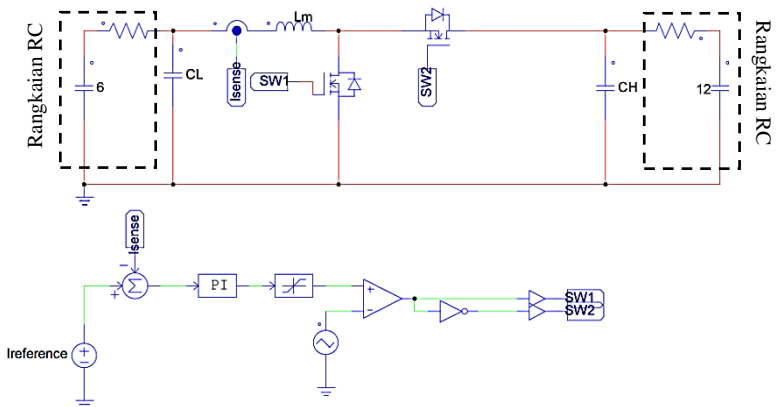 Rangkaian RC
6
CL
Isense
Lm
SW1
SW2
CH
12
Rangkaian RC
Isense
Σ
PI
SW1
SW2
Ireference